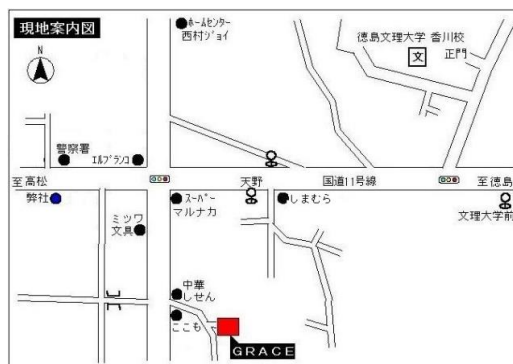 現地案内図
N
ホームセンター
西村ジョイ
徳島文理大学 香川校
文
正門
警察署
エルブランコ
至高松
天野
国道11号線
至徳島
弊社
ミツワ
文具
スーパー
マルナカ
しまむら
文理大学前
中華
しせん
ここも
GRACE